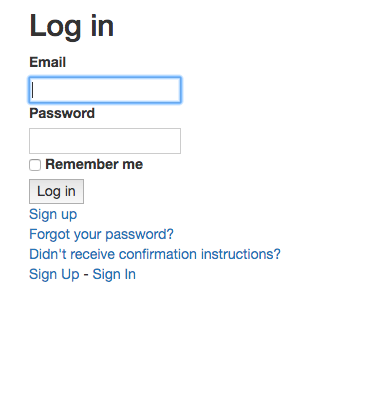 Log in
Email
Password
Remember me
Log in
Sign up
Forgot your password?
Didn't receive confirmation instructions?
Sign Up - Sign In